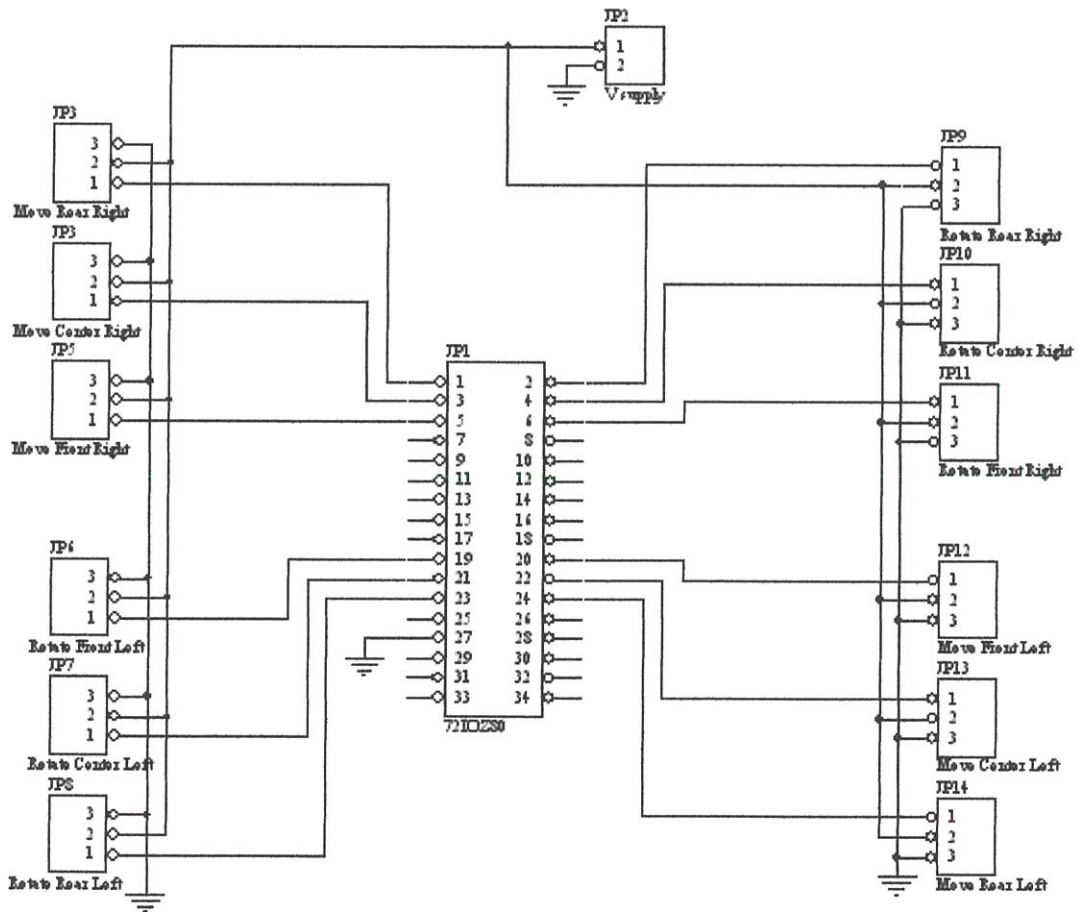 JP2
1
2
V supply
JP3
3
2
1
Move Rear Right
JP3
3
2
1
Move Center Right
JP5
3
2
1
Move Front Right
JP6
3
2
1
Rotate Front Left
JP7
3
2
1
Rotate Center Left
JP8
3
2
1
Rotate Rear Left
JP1
1 2
3 4
5 6
7 8
9 10
11 12
13 14
15 16
17 18
19 20
21 22
23 24
25 26
27 28
29 30
31 32
33 34
JP9
1
2
3
Rotate Rear Right
JP10
1
2
3
Rotate Center Right
JP11
1
2
3
Rotate Front Right
JP12
1
2
3
Move Front Left
JP13
1
2
3
Move Center Left
JP14
1
2
3
Move Rear Left